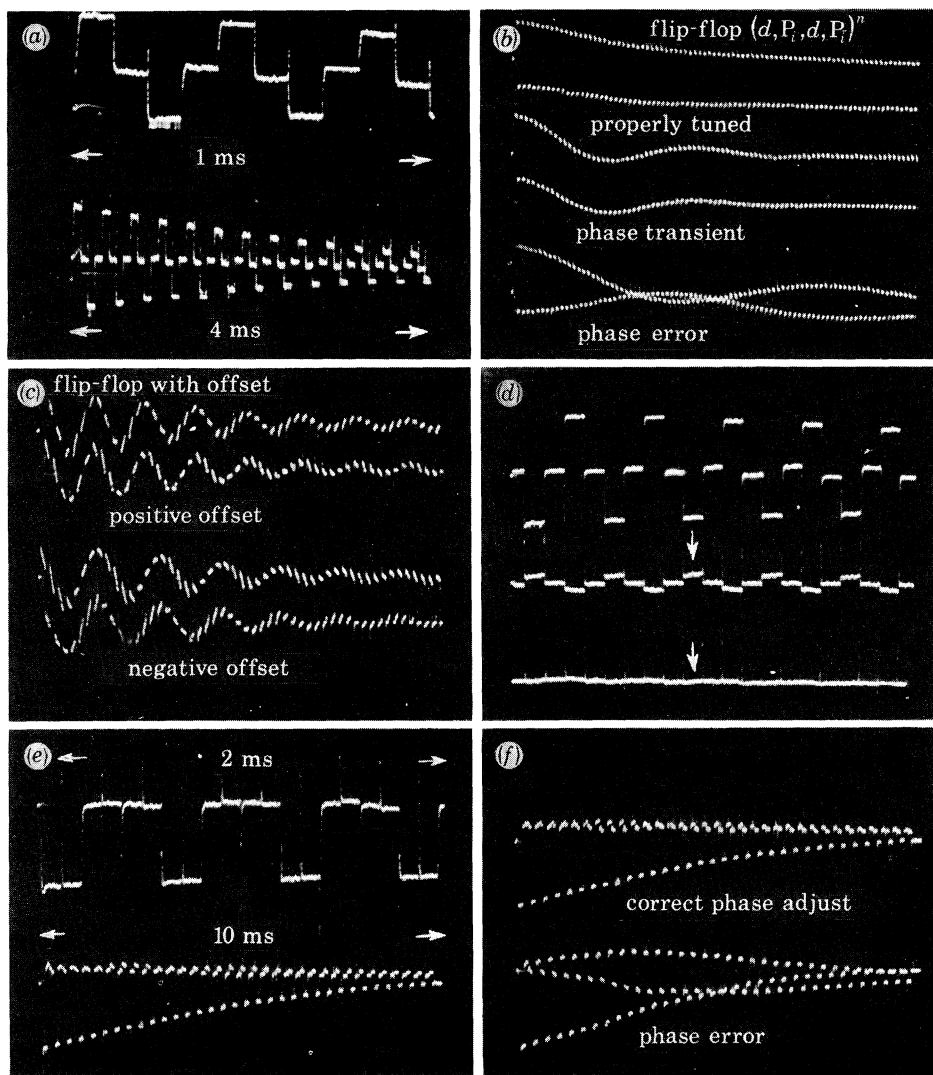 (a)
1 ms
4 ms
(b)
flip-flop (d, P_i, d, P_i')^n
properly tuned
phase transient
phase error
(c)
flip-flop with offset
positive offset
negative offset
(d)
(e)
2 ms
10 ms
(f)
correct phase adjust
phase error